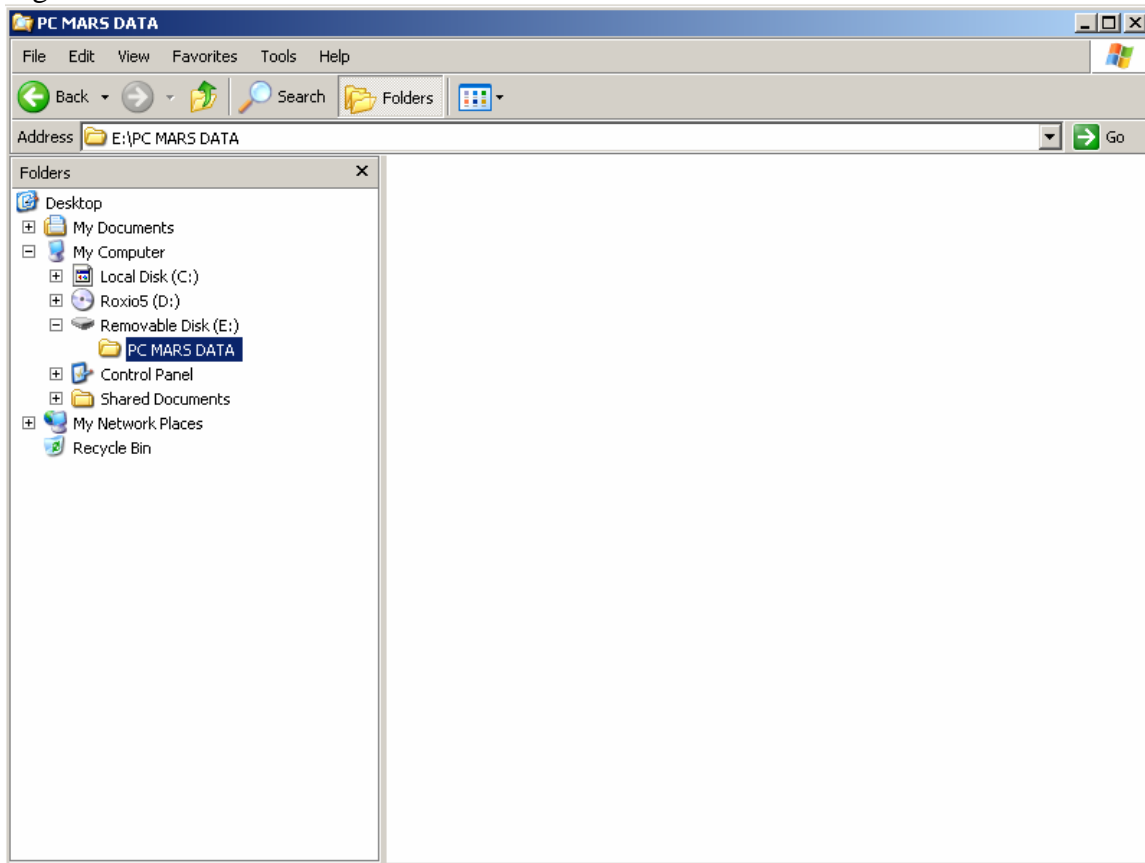 PC MARS DATA
File Edit View Favorites Tools Help
Back Search Folders
Address E:\PC MARS DATA Go
Folders
Desktop
My Documents
My Computer
Local Disk (C:)
Roxio5 (D:)
Removable Disk (E:)
PC MARS DATA
Control Panel
Shared Documents
My Network Places
Recycle Bin